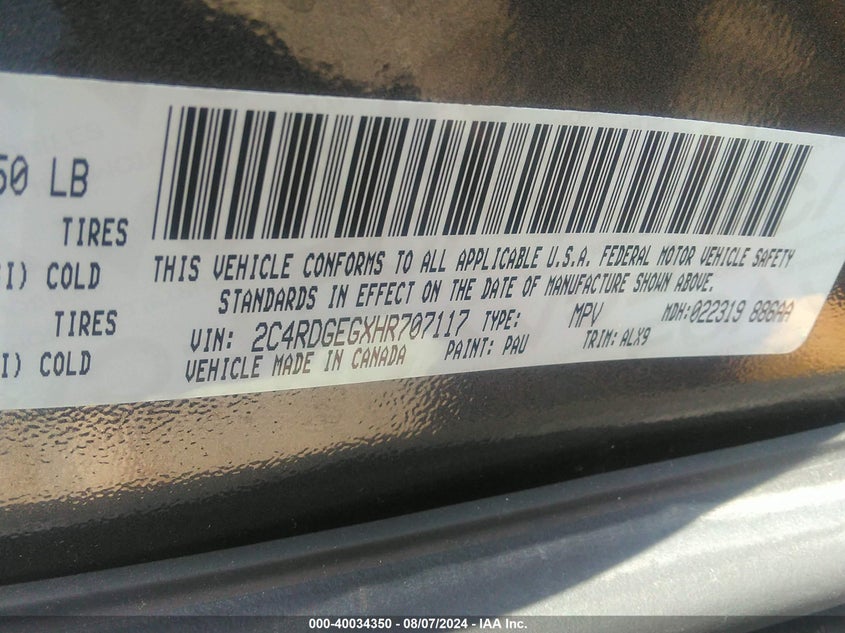 50 LB
TIRES
SI) COLD
TIRES
I) COLD
THIS VEHICLE CONFORMS TO ALL APPLICABLE U.S.A. FEDERAL MOTOR VEHICLE SAFETY
STANDARDS IN EFFECT ON THE DATE OF MANUFACTURE SHOWN ABOVE.
VIN: 2C4RDGEGXHR707117 TYPE: MPV MDH:022319 886AA
VEHICLE MADE IN CANADA PAINT: PAU TRIM: ALX9
000-40034350 - 08/07/2024 - IAA Inc.